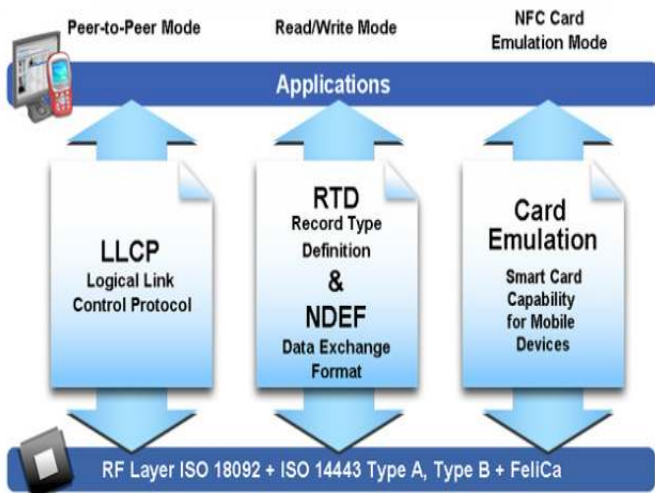 Peer-to-Peer Mode
Read/Write Mode
NFC Card
Emulation Mode
Applications
LLCP
Logical Link
Control Protocol
RTD
Record Type
Definition
&
NDEF
Data Exchange
Format
Card
Emulation
Smart Card
Capability
for Mobile
Devices
RF Layer ISO 18092 + ISO 14443 Type A, Type B + FeliCa